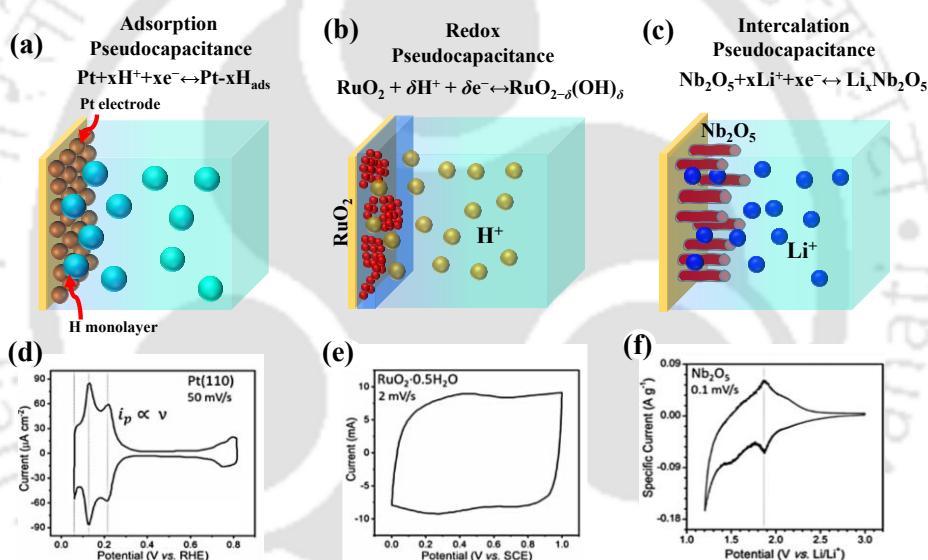 (a)
Adsorption
Pseudocapacitance
Pt+xH⁺+xe⁻↔Pt-xH_ads
Pt electrode
H monolayer
(b)
Redox
Pseudocapacitance
RuO₂ + δH⁺ + δe⁻↔RuO₂₋δ(OH)δ
RuO₂
H⁺
(c)
Intercalation
Pseudocapacitance
Nb₂O₅+xLi⁺+xe⁻↔ LiₓNb₂O₅
Nb₂O₅
Li⁺
(d)
Pt(110)
50 mV/s
i_p ∝ ν
Current (µA cm⁻²)
90
60
30
0
-30
-60
-90
0.0 0.2 0.4 0.6 0.8
Potential (V vs. RHE)
(e)
RuO₂·0.5H₂O
2 mV/s
Current (mA)
10
5
0
-5
-10
0.0 0.2 0.4 0.6 0.8 1.0
Potential (V vs. SCE)
(f)
Nb₂O₅
0.1 mV/s
Specific Current (A g⁻¹)
0.09
0.00
-0.09
-0.18
1.0 1.5 2.0 2.5 3.0
Potential (V vs. Li/Li⁺)